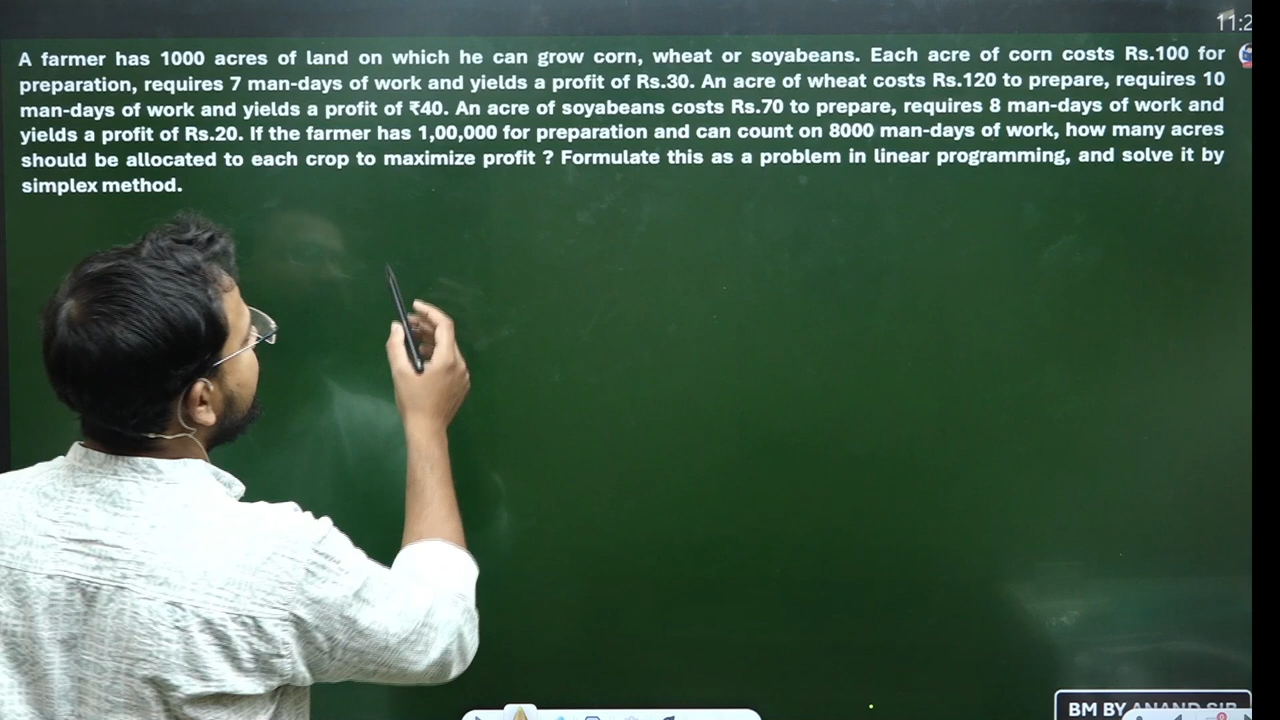 11:2
A farmer has 1000 acres of land on which he can grow corn, wheat or soyabeans. Each acre of corn costs Rs.100 for
preparation, requires 7 man-days of work and yields a profit of Rs.30. An acre of wheat costs Rs.120 to prepare, requires 10
man-days of work and yields a profit of ₹40. An acre of soyabeans costs Rs.70 to prepare, requires 8 man-days of work and
yields a profit of Rs.20. If the farmer has 1,00,000 for preparation and can count on 8000 man-days of work, how many acres
should be allocated to each crop to maximize profit ? Formulate this as a problem in linear programming, and solve it by
simplex method.
BM BY ANAND SIR